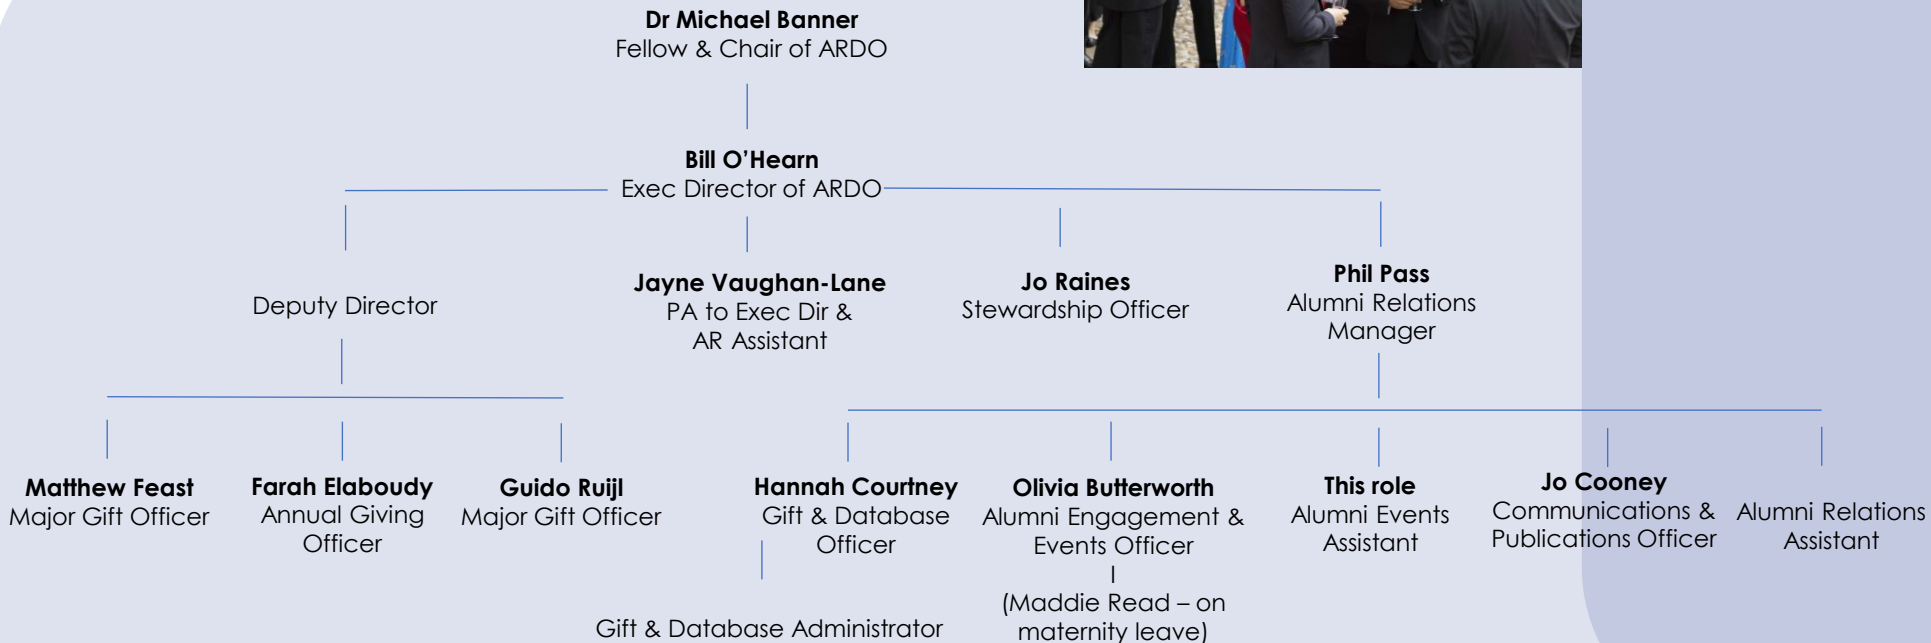 Dr Michael Banner
Fellow & Chair of ARDO
Bill O’Hearn
Exec Director of ARDO
Deputy Director
Jayne Vaughan-Lane
PA to Exec Dir &
AR Assistant
Jo Raines
Stewardship Officer
Phil Pass
Alumni Relations
Manager
Matthew Feast
Major Gift Officer
Farah Elaboudy
Annual Giving
Officer
Guido Ruijl
Major Gift Officer
Hannah Courtney
Gift & Database
Officer
Gift & Database Administrator
Olivia Butterworth
Alumni Engagement &
Events Officer
I
(Maddie Read – on
maternity leave)
This role
Alumni Events
Assistant
Jo Cooney
Communications &
Publications Officer
Alumni Relations
Assistant